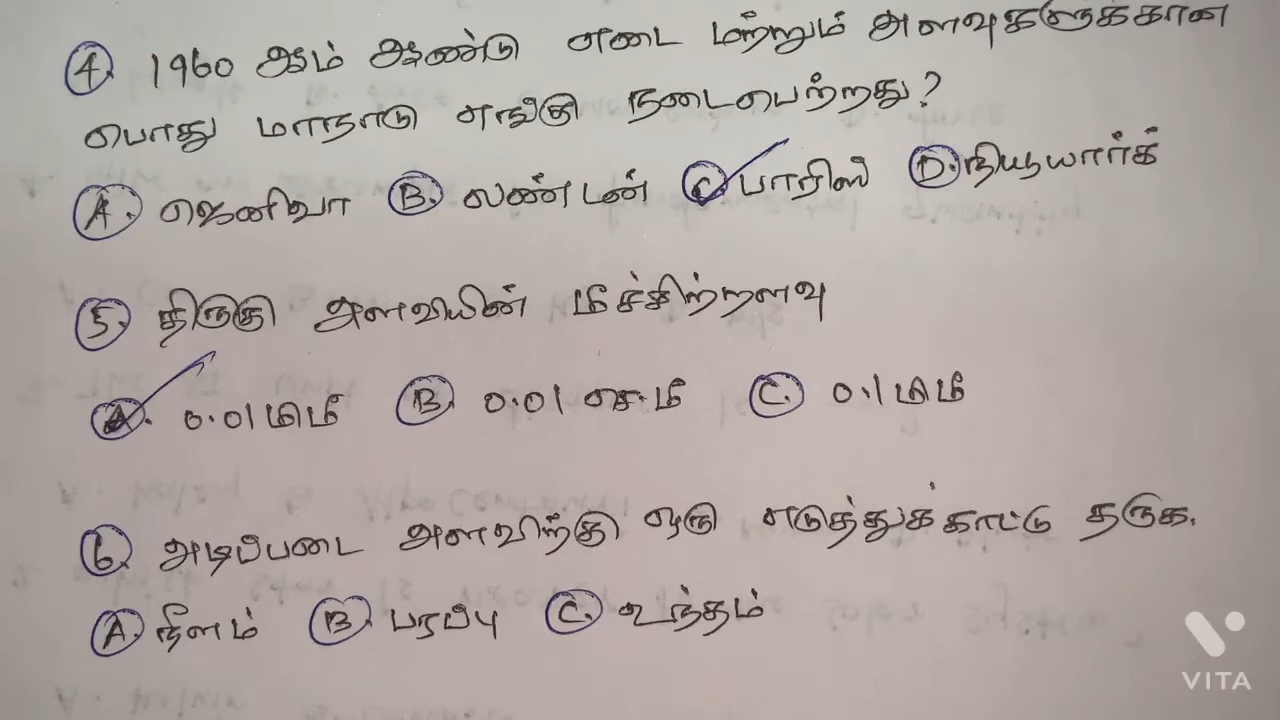 4. 1960 ஆம் ஆண்டு எடை மற்றும் அளவுகளுக்கான
பொது மாநாடு எங்கு நடைபெற்றது?
A. ஜெனிவா B. லண்டன் C. பாரிஸ் D. நியூயார்க்
5. திருகு அளவியின் மீச்சிற்றளவு
A. 0.01 மிமீ B. 0.01 செ.மீ C. 0.1 மிமீ
6. அடிப்படை அளவிற்கு ஒரு எடுத்துக்காட்டு தருக.
A. நீளம் B. பரப்பு C. உந்தம்
VITA